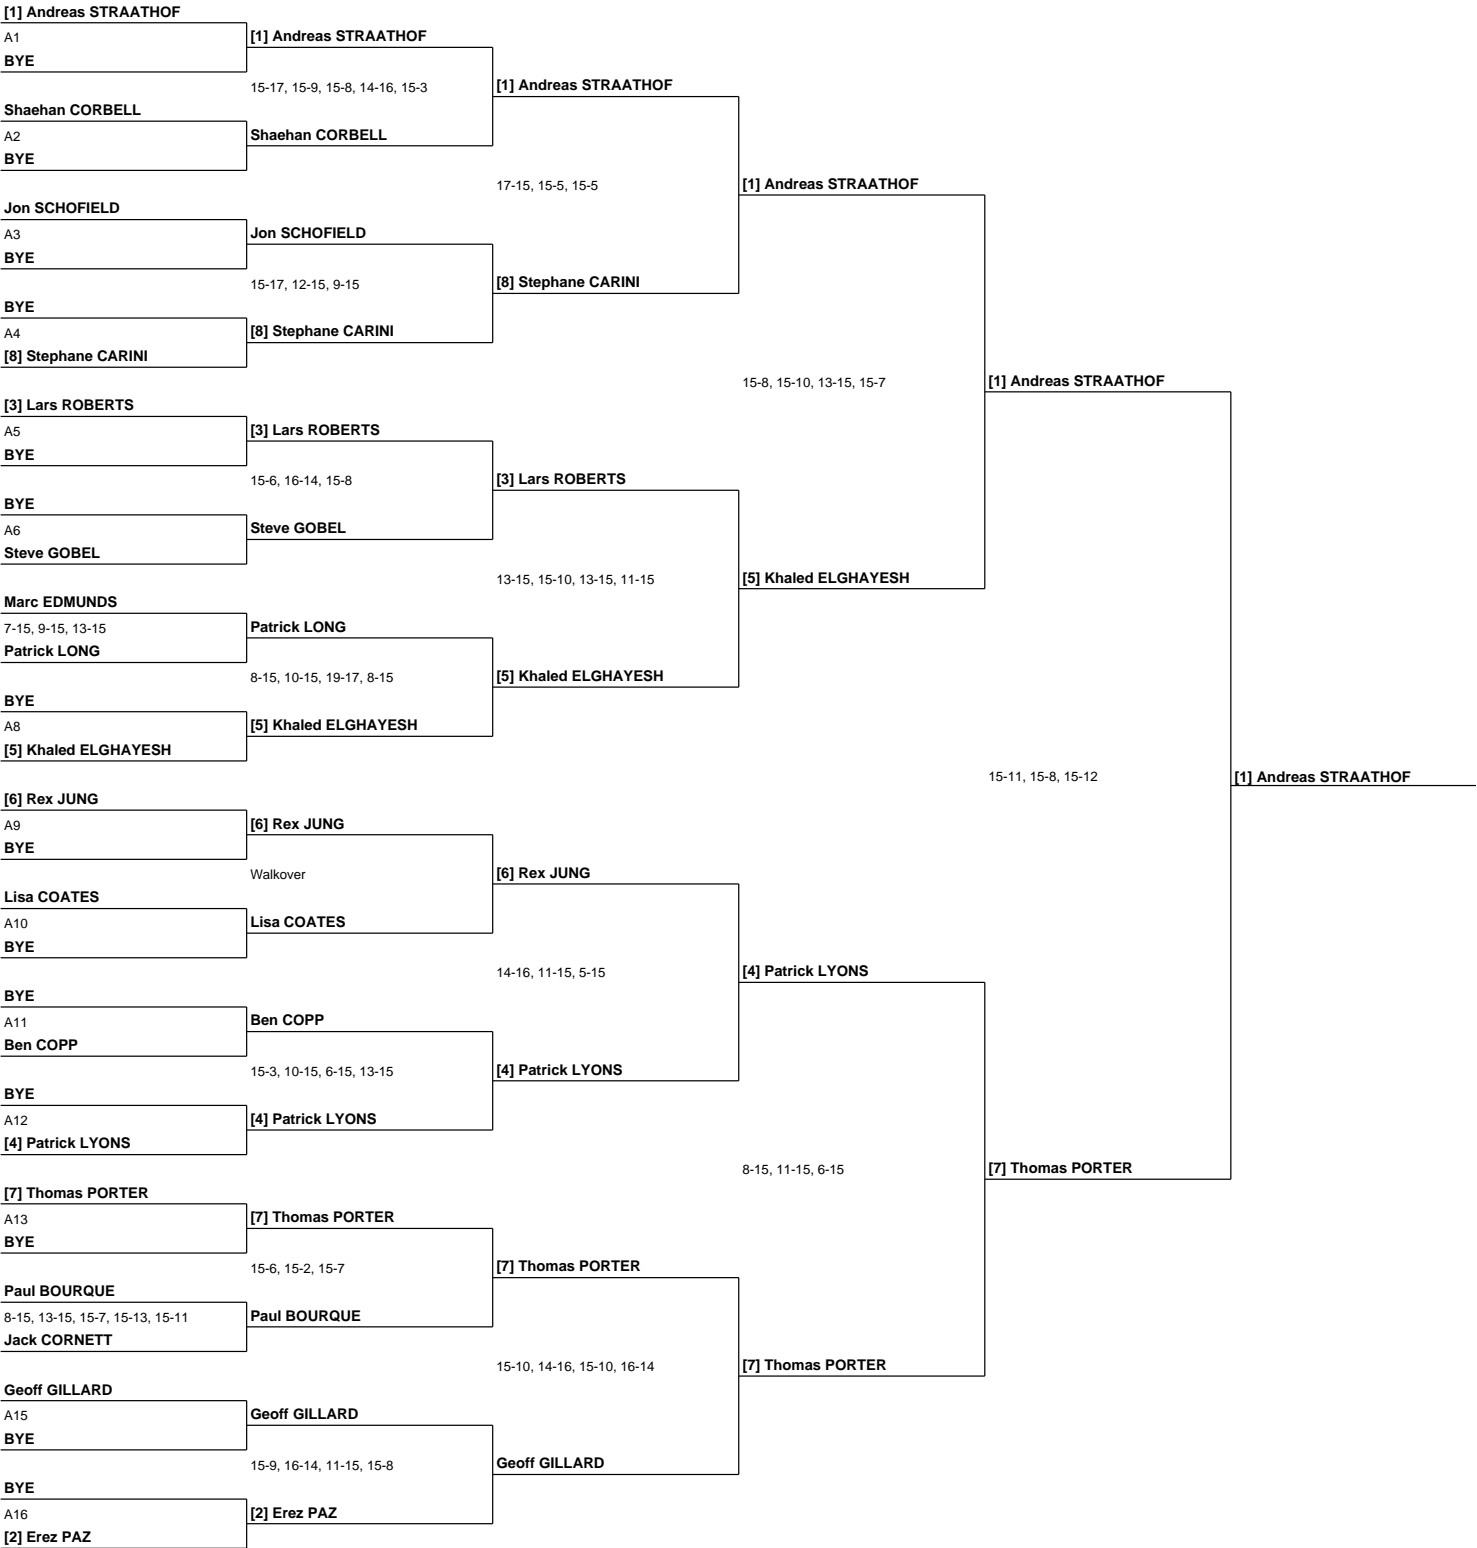 [1] Andreas STRAATHOF
A1
BYE
[1] Andreas STRAATHOF
15-17, 15-9, 15-8, 14-16, 15-3
[1] Andreas STRAATHOF
Shaehan CORBELL
A2
BYE
Shaehan CORBELL
17-15, 15-5, 15-5
[1] Andreas STRAATHOF
Jon SCHOFIELD
A3
BYE
Jon SCHOFIELD
15-17, 12-15, 9-15
[8] Stephane CARINI
BYE
A4
[8] Stephane CARINI
[8] Stephane CARINI
15-8, 15-10, 13-15, 15-7
[1] Andreas STRAATHOF
[3] Lars ROBERTS
A5
BYE
[3] Lars ROBERTS
15-6, 16-14, 15-8
[3] Lars ROBERTS
BYE
A6
Steve GOBEL
Steve GOBEL
13-15, 15-10, 13-15, 11-15
[5] Khaled ELGHAYESH
Marc EDMUNDS
7-15, 9-15, 13-15
Patrick LONG
Patrick LONG
8-15, 10-15, 19-17, 8-15
[5] Khaled ELGHAYESH
BYE
A8
[5] Khaled ELGHAYESH
[5] Khaled ELGHAYESH
15-11, 15-8, 15-12
[1] Andreas STRAATHOF
[6] Rex JUNG
A9
BYE
[6] Rex JUNG
Walkover
[6] Rex JUNG
Lisa COATES
A10
BYE
Lisa COATES
14-16, 11-15, 5-15
[4] Patrick LYONS
BYE
A11
Ben COPP
Ben COPP
15-3, 10-15, 6-15, 13-15
[4] Patrick LYONS
BYE
A12
[4] Patrick LYONS
[4] Patrick LYONS
8-15, 11-15, 6-15
[7] Thomas PORTER
[7] Thomas PORTER
A13
BYE
[7] Thomas PORTER
15-6, 15-2, 15-7
[7] Thomas PORTER
Paul BOURQUE
8-15, 13-15, 15-7, 15-13, 15-11
Jack CORNETT
Paul BOURQUE
15-10, 14-16, 15-10, 16-14
[7] Thomas PORTER
Geoff GILLARD
A15
BYE
Geoff GILLARD
15-9, 16-14, 11-15, 15-8
Geoff GILLARD
BYE
A16
[2] Erez PAZ
[2] Erez PAZ